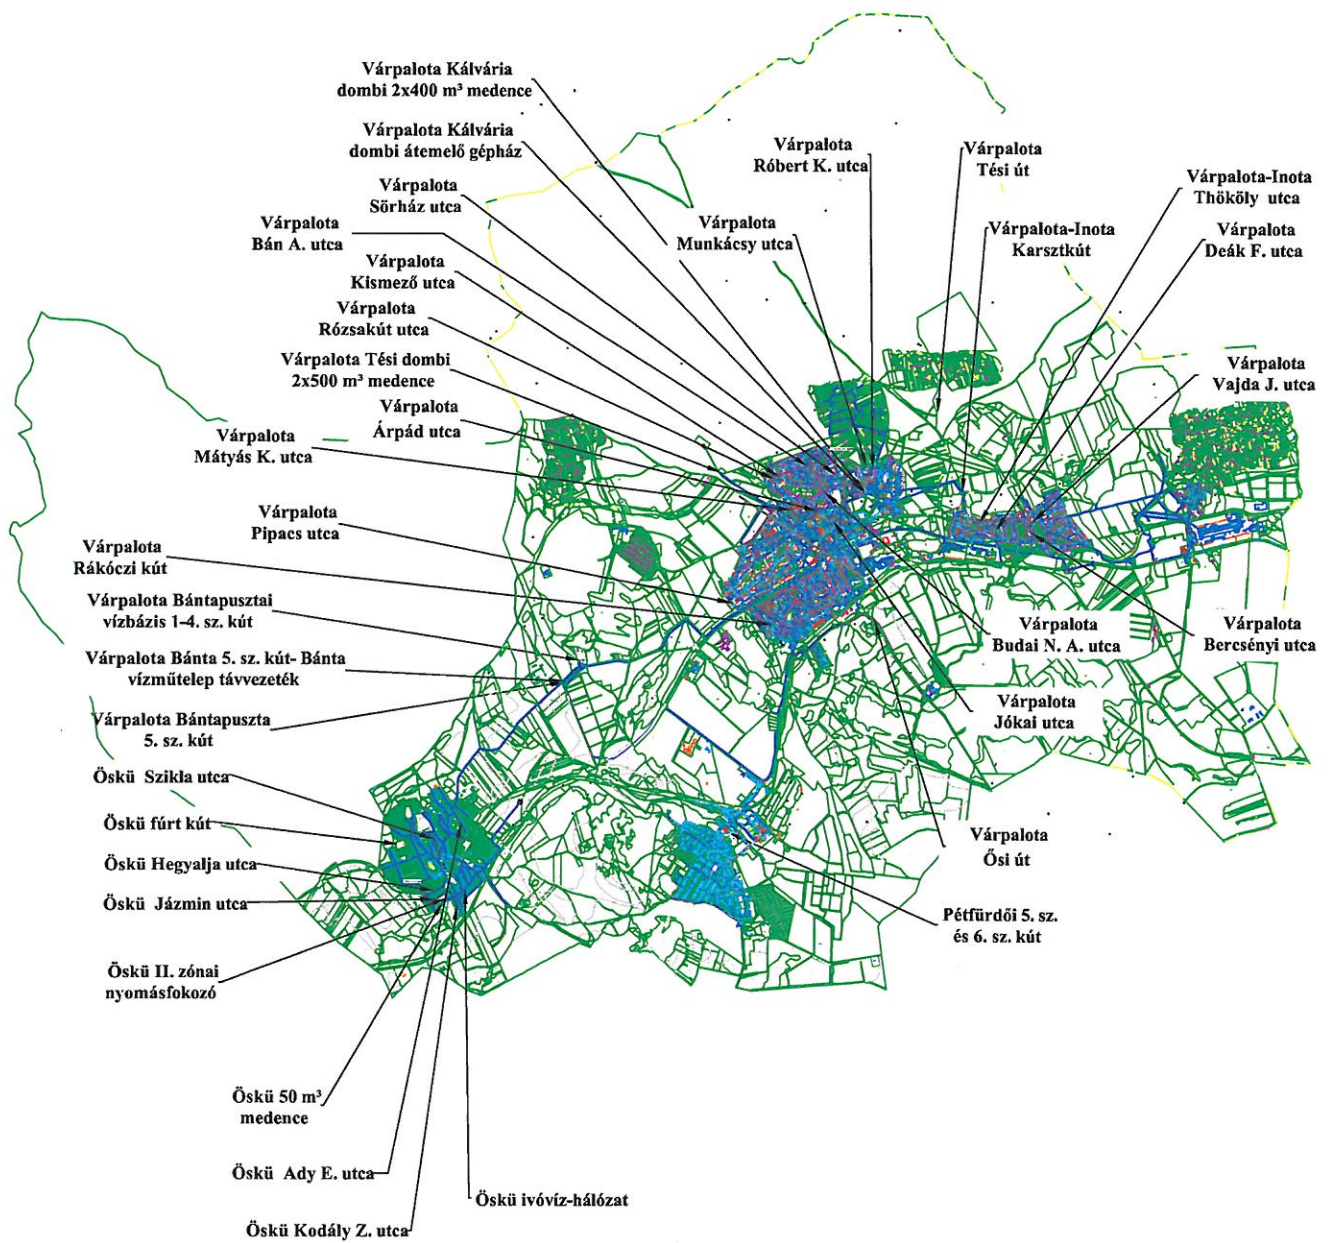 Várpalota Kálvária
dombi 2x400 m³ medence
Várpalota Kálvária
dombi átemelő gépház
Várpalota
Sörház utca
Várpalota
Bán A. utca
Várpalota
Kismező utca
Várpalota
Rózsakút utca
Várpalota Tési dombi
2x500 m³ medence
Várpalota
Árpád utca
Várpalota
Mátyás K. utca
Várpalota
Pipacs utca
Várpalota
Rákóczi kút
Várpalota Bántapusztai
vízbázis 1-4. sz. kút
Várpalota Bánta 5. sz. kút- Bánta
vízműtelep távvezeték
Várpalota Bántapuszta
5. sz. kút
Öskü Szikla utca
Öskü fúrt kút
Öskü Hegyalja utca
Öskü Jázmin utca
Öskü II. zónai
nyomásfokozó
Öskü 50 m³
medence
Öskü Ady E. utca
Öskü Kodály Z. utca
Öskü ivóvíz-hálózat
Várpalota
Róbert K. utca
Várpalota
Munkácsy utca
Várpalota
Tési út
Várpalota-Inota
Karsztkút
Várpalota-Inota
Thököly utca
Várpalota
Deák F. utca
Várpalota
Vajda J. utca
Várpalota
Bercsényi utca
Várpalota
Budai N. A. utca
Várpalota
Jókai utca
Várpalota
Ősi út
Pétfürdői 5. sz.
és 6. sz. kút